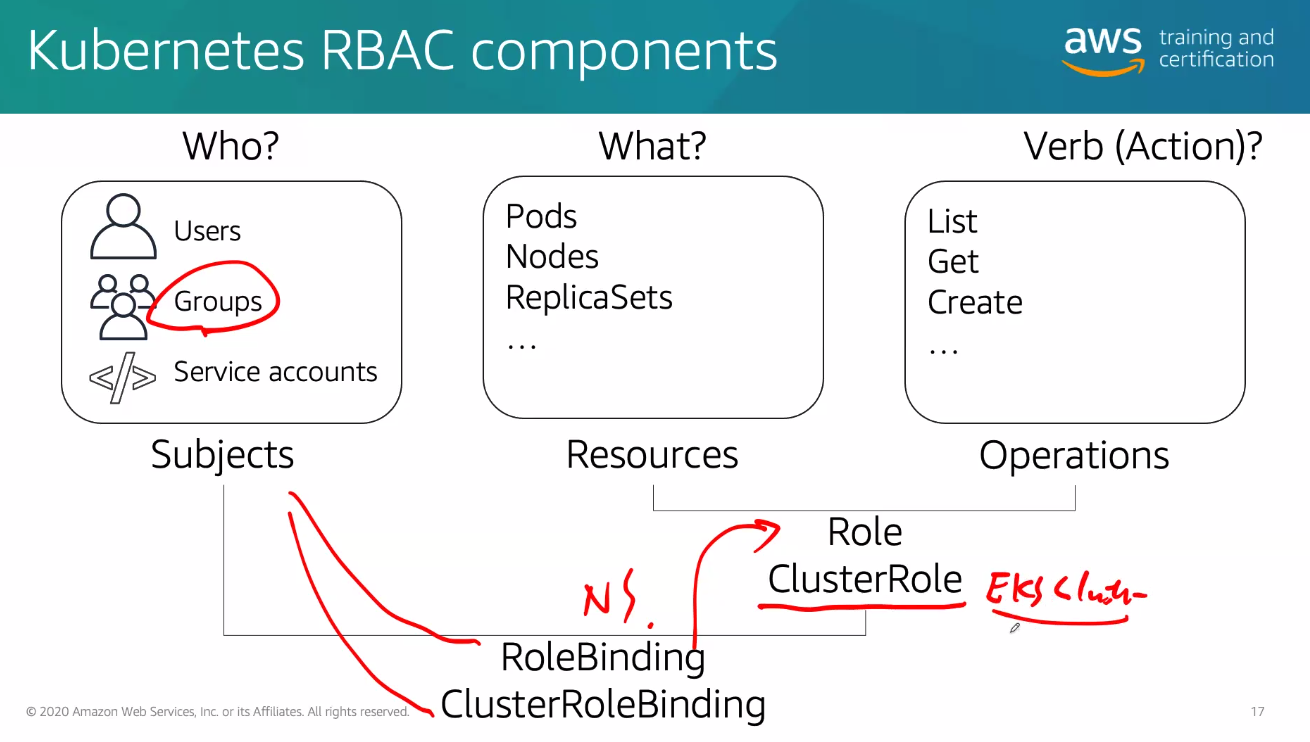 Kubernetes RBAC components
aws training and certification
Who?
What?
Verb (Action)?
Users
Groups
Service accounts
Pods
Nodes
ReplicaSets
...
List
Get
Create
...
Subjects
Resources
Operations
Role
ClusterRole
EKS Cluster
NS.
RoleBinding
ClusterRoleBinding
© 2020 Amazon Web Services, Inc. or its Affiliates. All rights reserved.
17